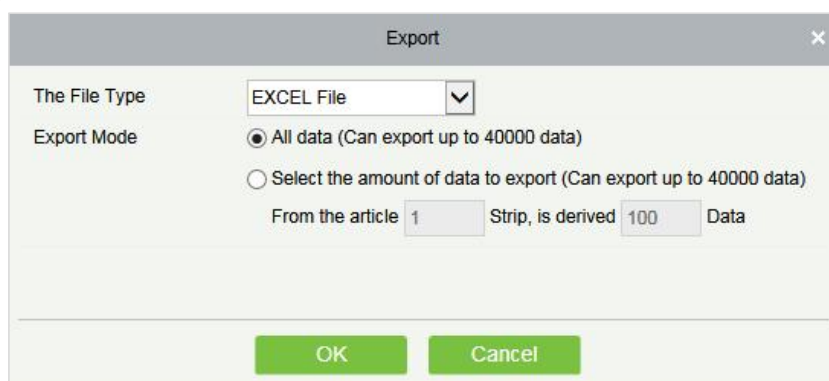 Export
The File Type EXCEL File
Export Mode All data (Can export up to 40000 data)
Select the amount of data to export (Can export up to 40000 data)
From the article 1 Strip, is derived 100 Data
OK Cancel